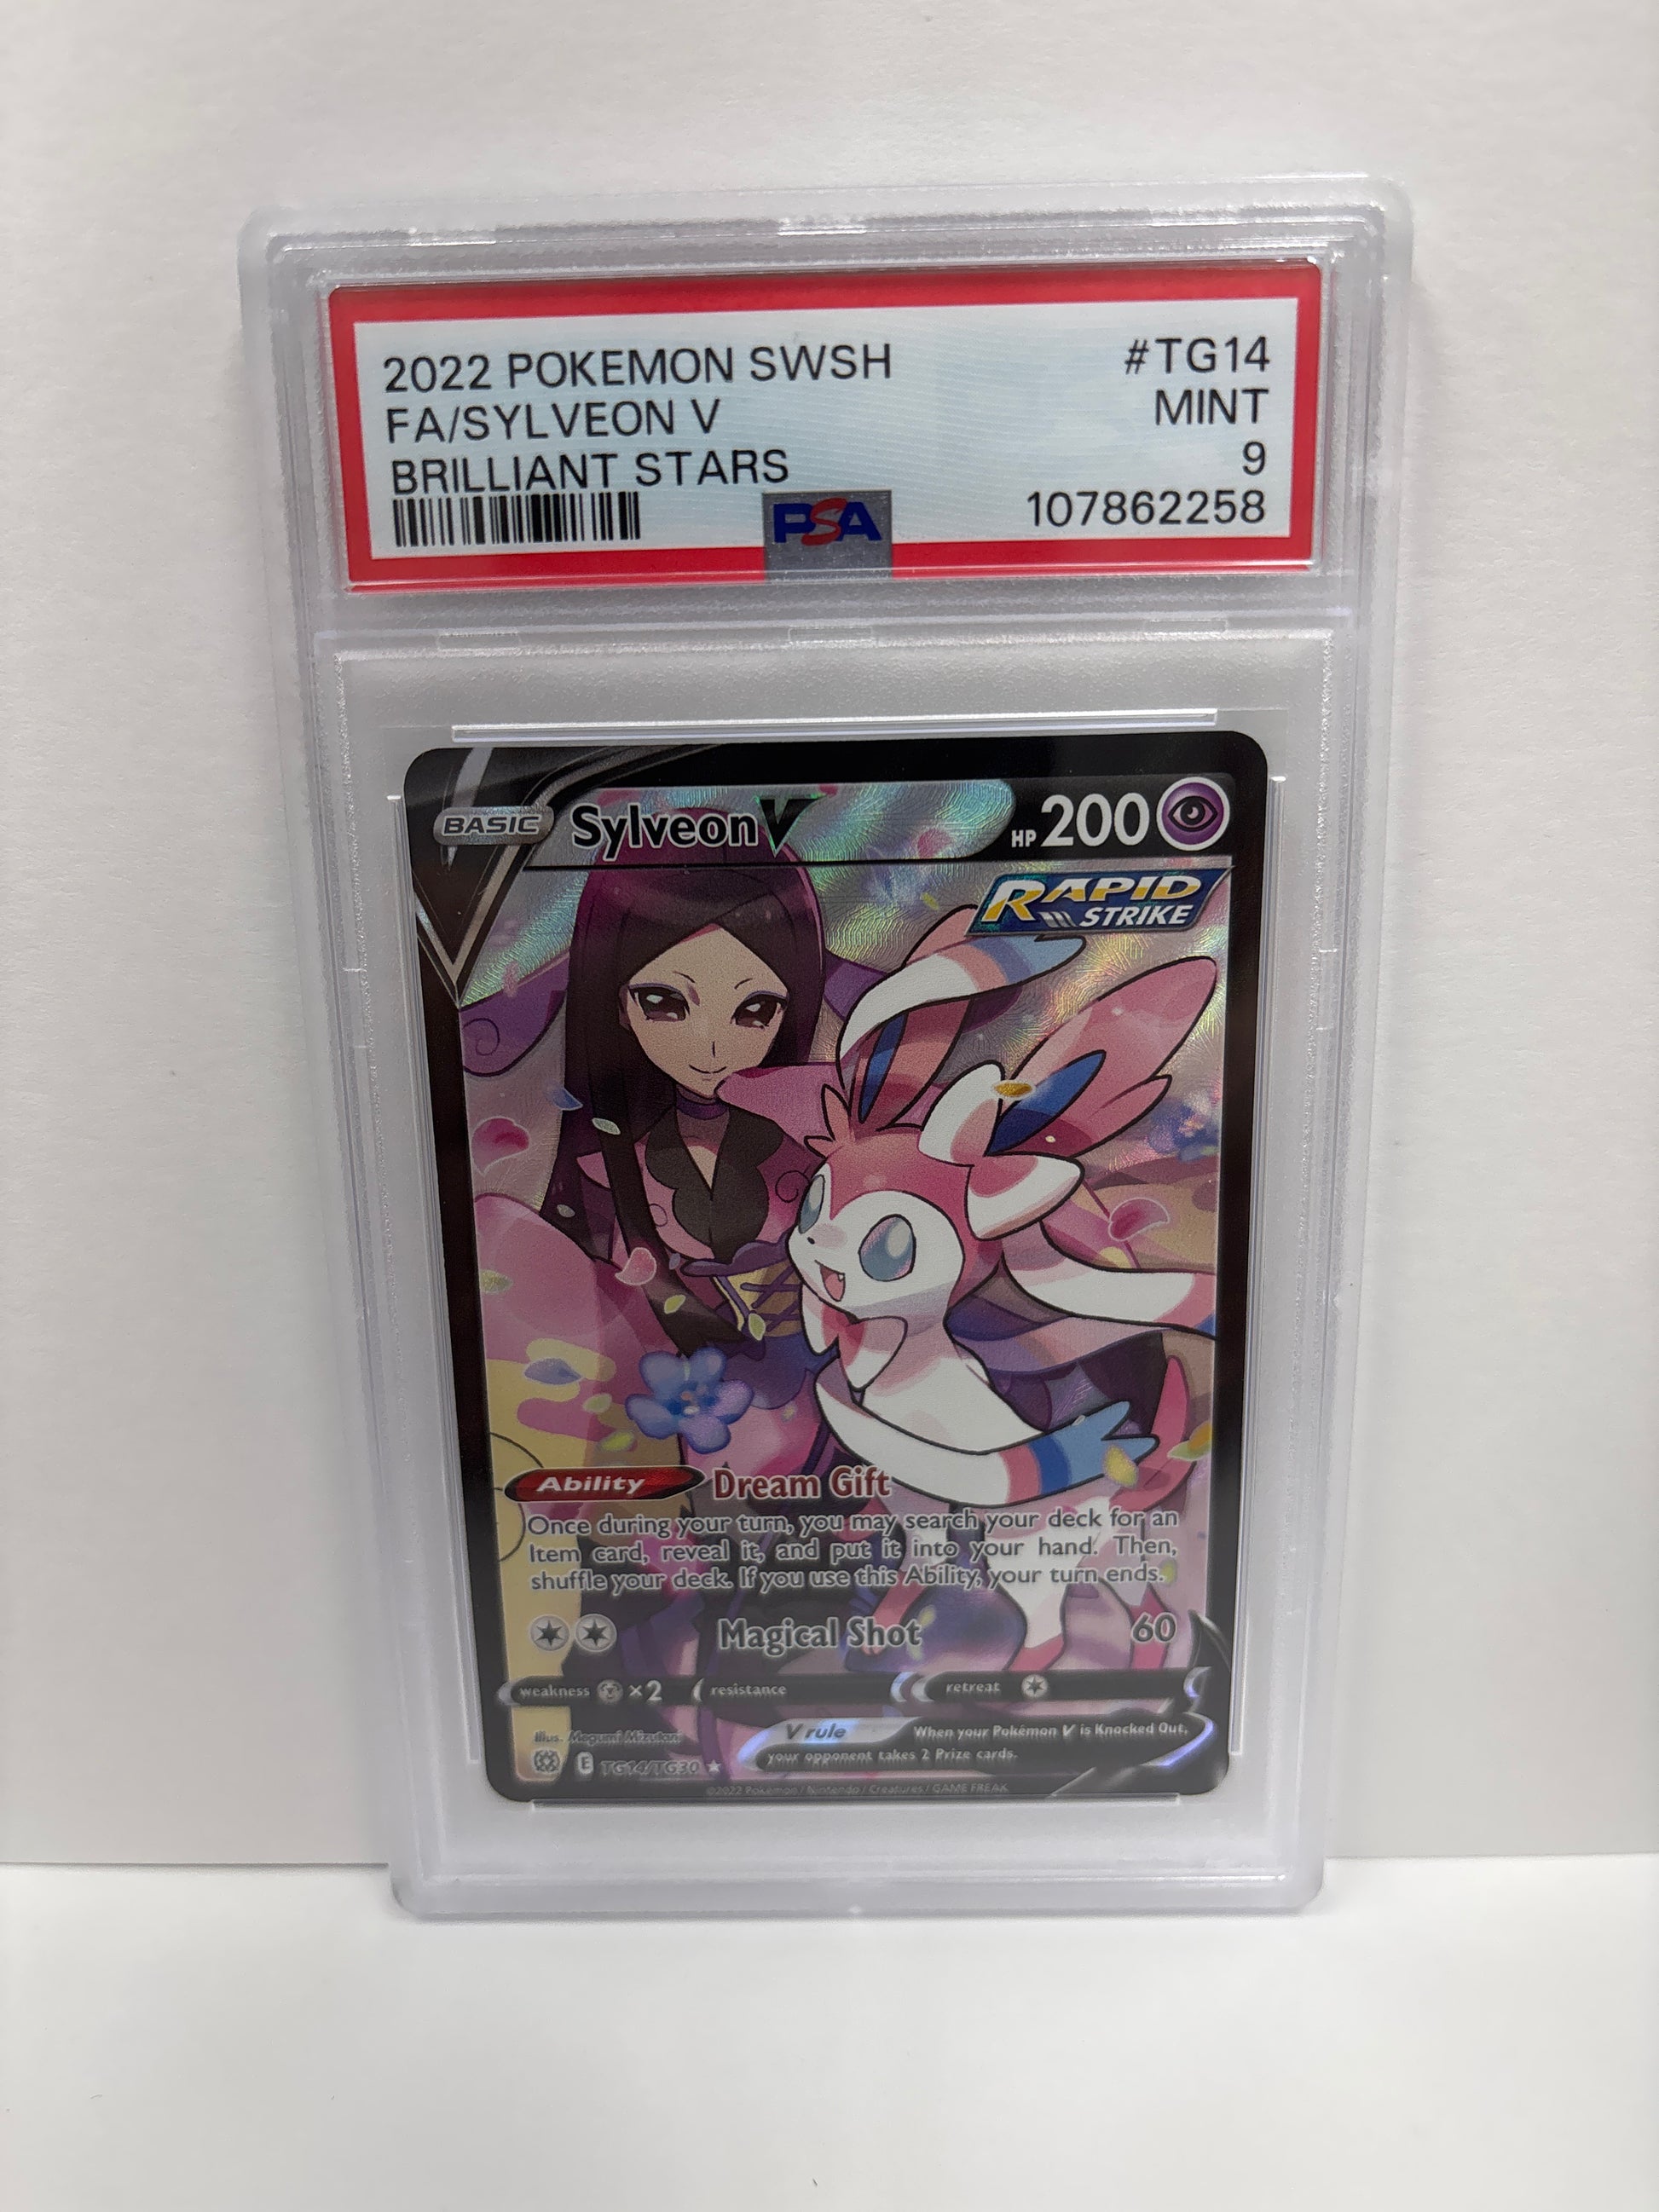 2022 POKEMON SWSH #TG14
FA/SYLVEON V MINT
BRILLIANT STARS 9
PSA 107862258
BASIC Sylveon V HP 200
RAPID
STRIKE
Ability Dream Gift
Once during your turn, you may search your deck for an
Item card, reveal it, and put it into your hand. Then,
shuffle your deck. If you use this Ability, your turn ends.
Magical Shot 60
weakness ×2 resistance retreat
Illus. Megumi Mizutani V rule When your Pokémon V is Knocked Out,
your opponent takes 2 Prize cards.
E TG14/TG30
©2022 Pokémon / Nintendo / Creatures / GAME FREAK